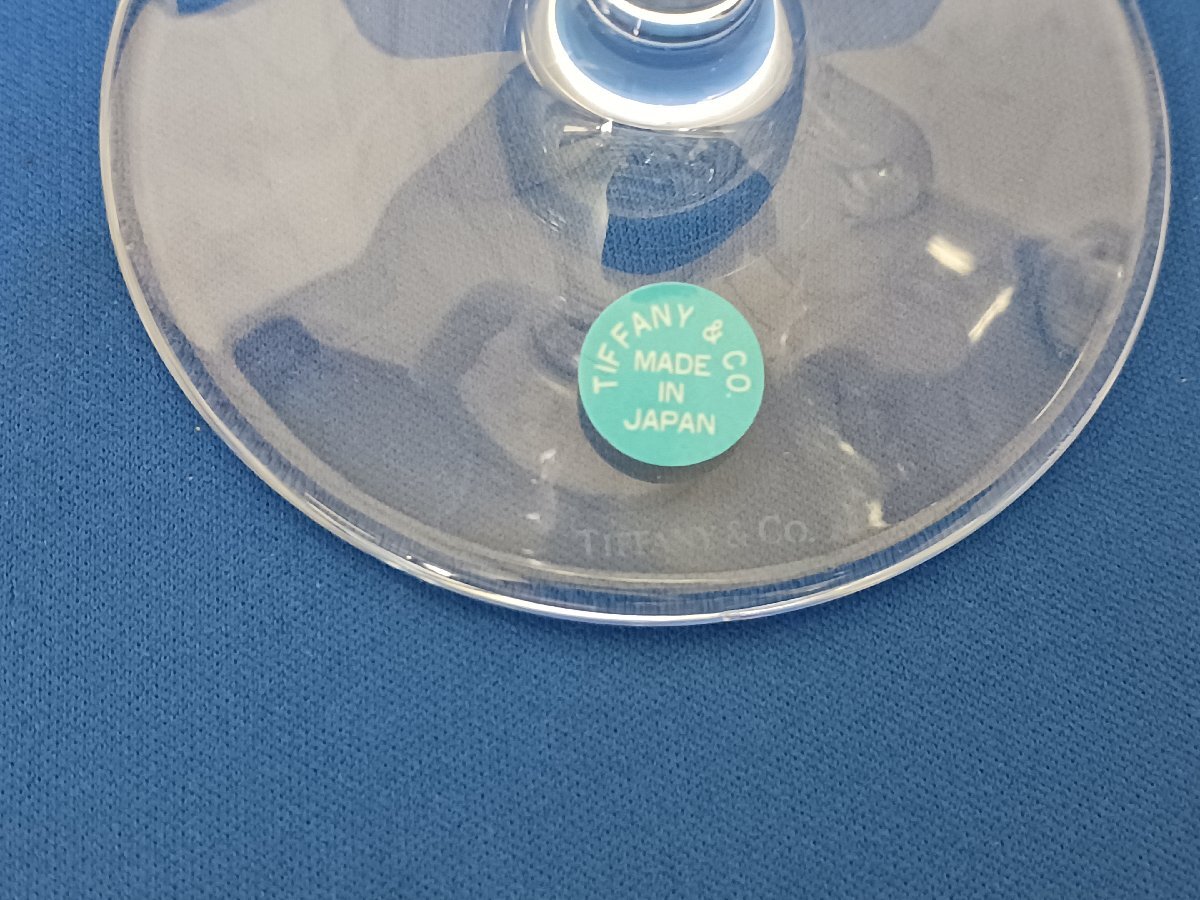 TIFFANY & CO.
MADE
IN
JAPAN
TIFFANY & CO.